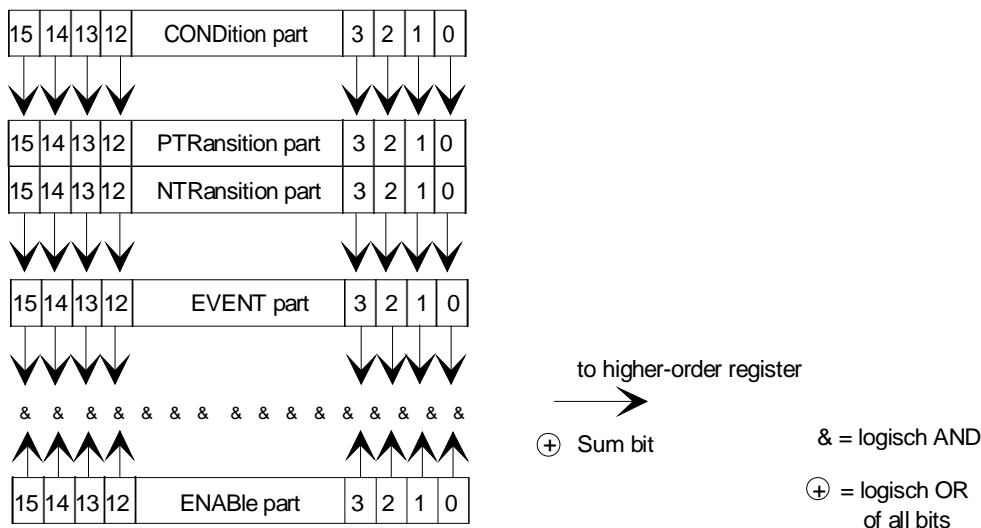 15 14 13 12 CONDition part 3 2 1 0
15 14 13 12 PTRansition part 3 2 1 0
15 14 13 12 NTRansition part 3 2 1 0
15 14 13 12 EVENT part 3 2 1 0
to higher-order register
& & & & & & & & & & & & & & & &
+ Sum bit
& = logisch AND
15 14 13 12 ENABle part 3 2 1 0
+ = logisch OR
of all bits